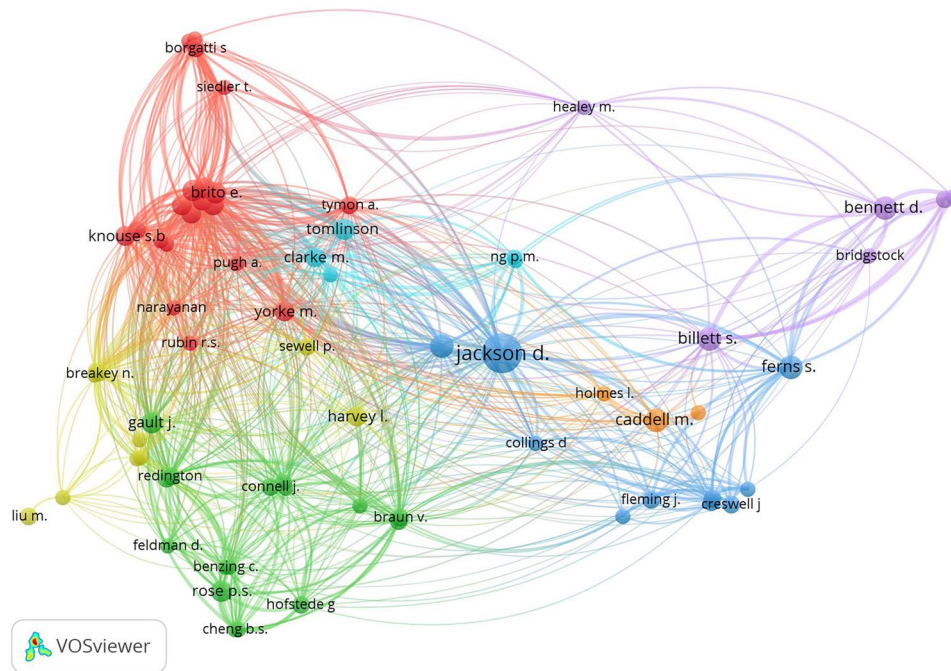 borgatti s
siedler t.
healey m.
brito e.
tymon a.
bennett d.
tomlinson
knouse s.b
clarke m.
ng p.m.
bridgstock
pugh a.
narayanan
yorke m.
billett s.
rubin r.s.
sewell p.
jackson d.
ferns s.
breakey n.
holmes l.
gault j.
harvey l.
caddell m.
collings d
redington
connell j.
fleming j.
creswell j
liu m.
braun v.
feldman d.
benzing c.
rose p.s.
hofstede g
cheng b.s.
VOSviewer